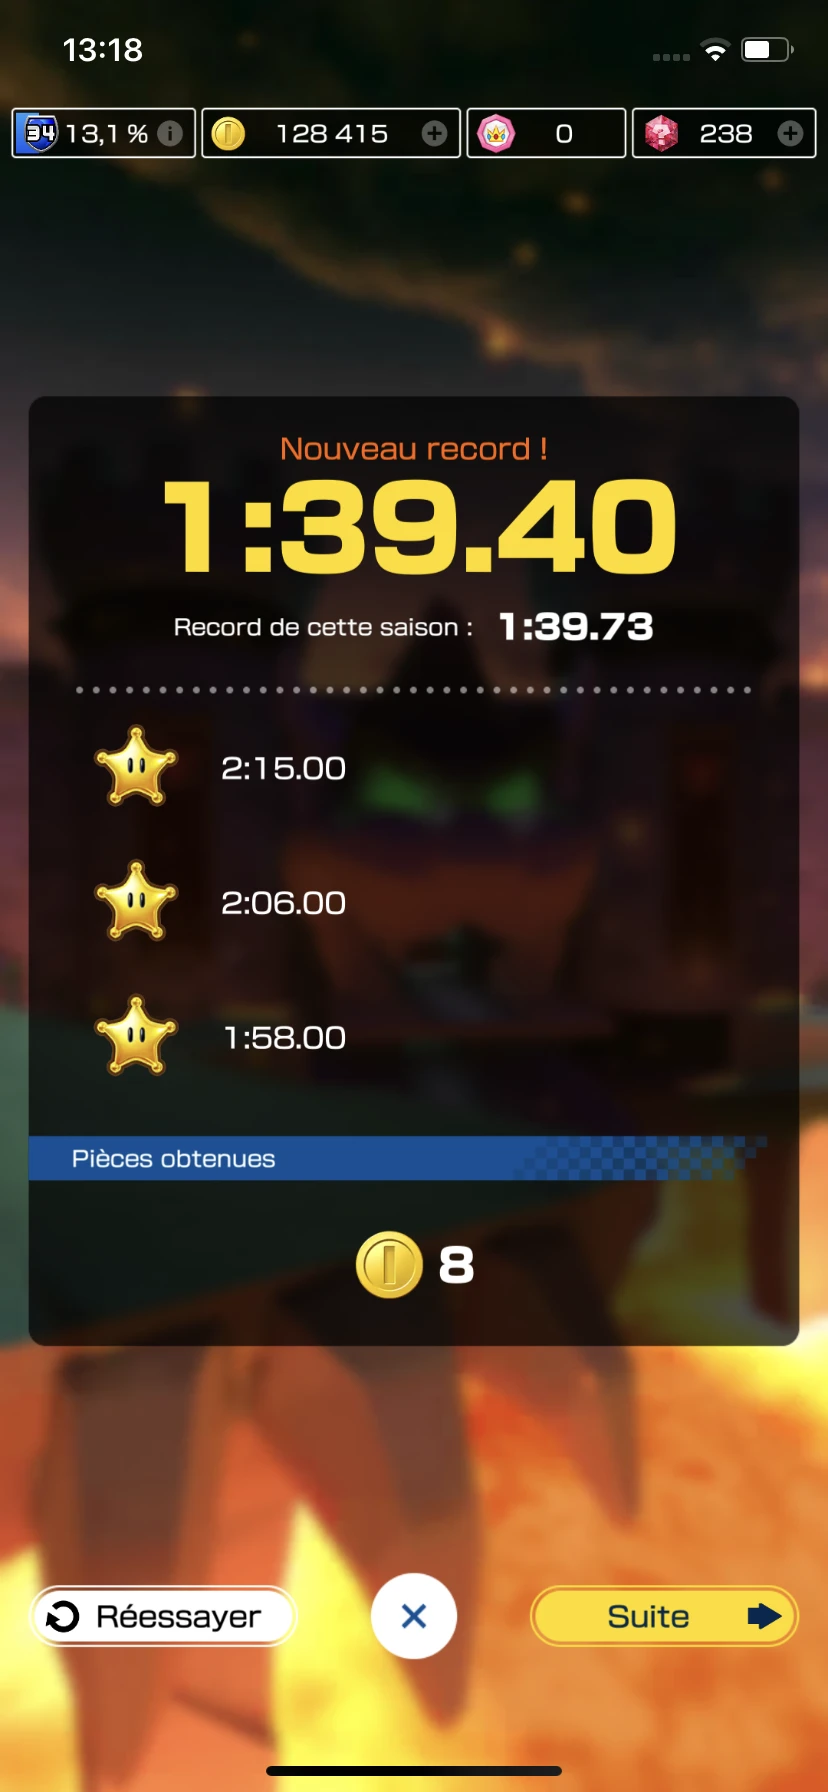 13:18
34 13,1 % i 128 415 + 0 238 +
Nouveau record !
1:39.40
Record de cette saison : 1:39.73
2:15.00
2:06.00
1:58.00
Pièces obtenues
8
Réessayer × Suite